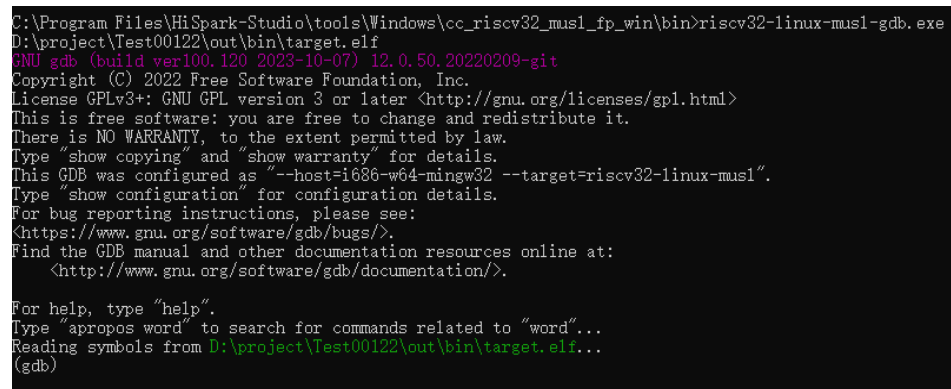 C:\Program Files\HiSpark-Studio\tools\Windows\cc_riscv32_musl_fp_win\bin>riscv32-linux-musl-gdb.exe
D:\project\Test00122\out\bin\target.elf
GNU gdb (build ver100.120 2023-10-07) 12.0.50.20220209-git
Copyright (C) 2022 Free Software Foundation, Inc.
License GPLv3+: GNU GPL version 3 or later <http://gnu.org/licenses/gpl.html>
This is free software: you are free to change and redistribute it.
There is NO WARRANTY, to the extent permitted by law.
Type "show copying" and "show warranty" for details.
This GDB was configured as "--host=i686-w64-mingw32 --target=riscv32-linux-musl".
Type "show configuration" for configuration details.
For bug reporting instructions, please see:
<https://www.gnu.org/software/gdb/bugs/>.
Find the GDB manual and other documentation resources online at:
    <http://www.gnu.org/software/gdb/documentation/>.

For help, type "help".
Type "apropos word" to search for commands related to "word"...
Reading symbols from D:\project\Test00122\out\bin\target.elf...
(gdb)